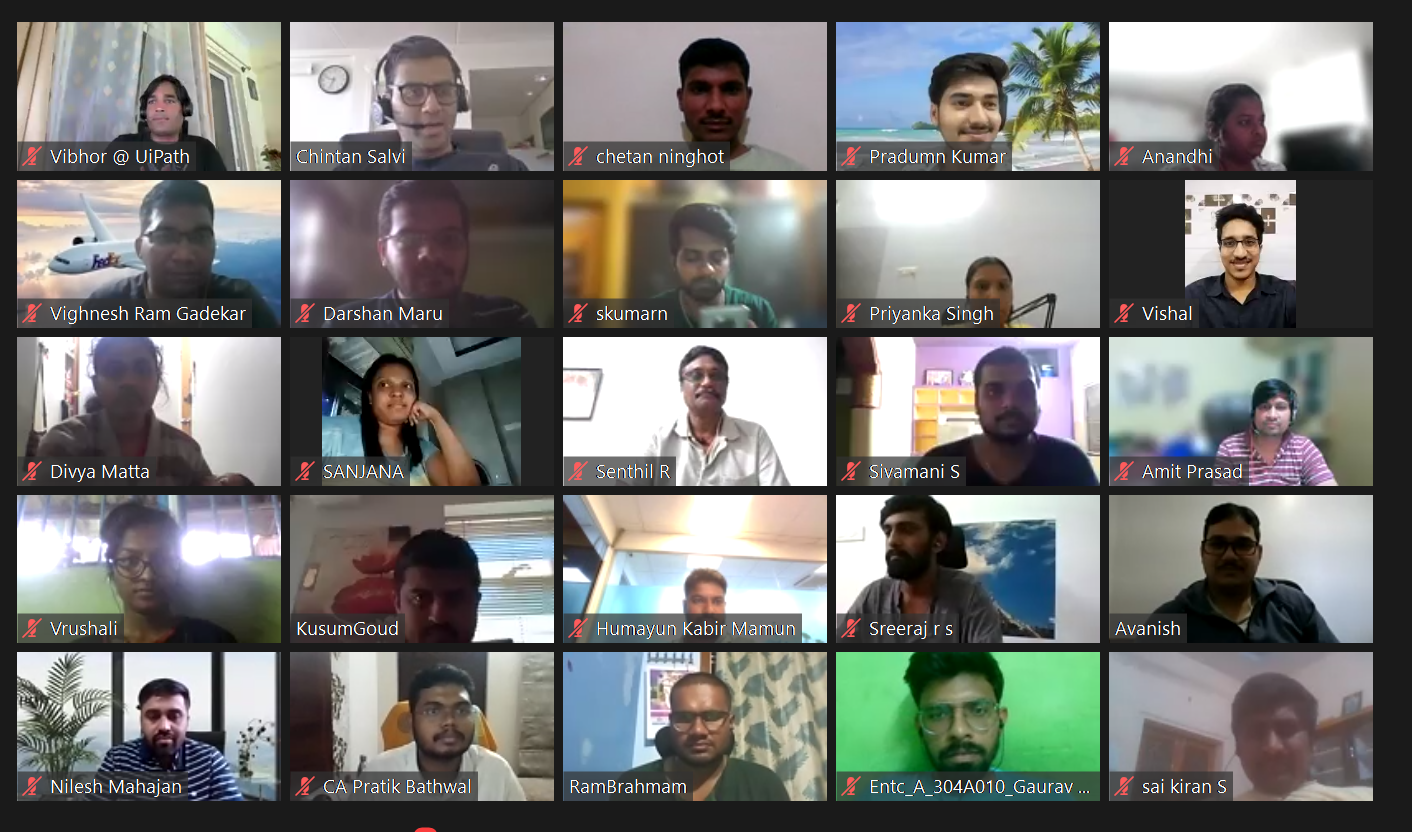 Vibhor @ UiPath
Chintan Salvi
chetan ninghot
Pradumn Kumar
Anandhi
FedEx
Vighnesh Ram Gadekar
Darshan Maru
skumarn
Priyanka Singh
Vishal
Divya Matta
SANJANA
Senthil R
Sivamani S
Amit Prasad
Vrushali
KusumGoud
Humayun Kabir Mamun
Sreeraj r s
Avanish
Nilesh Mahajan
CA Pratik Bathwal
RamBrahmam
Entc_A_304A010_Gaurav ...
sai kiran S